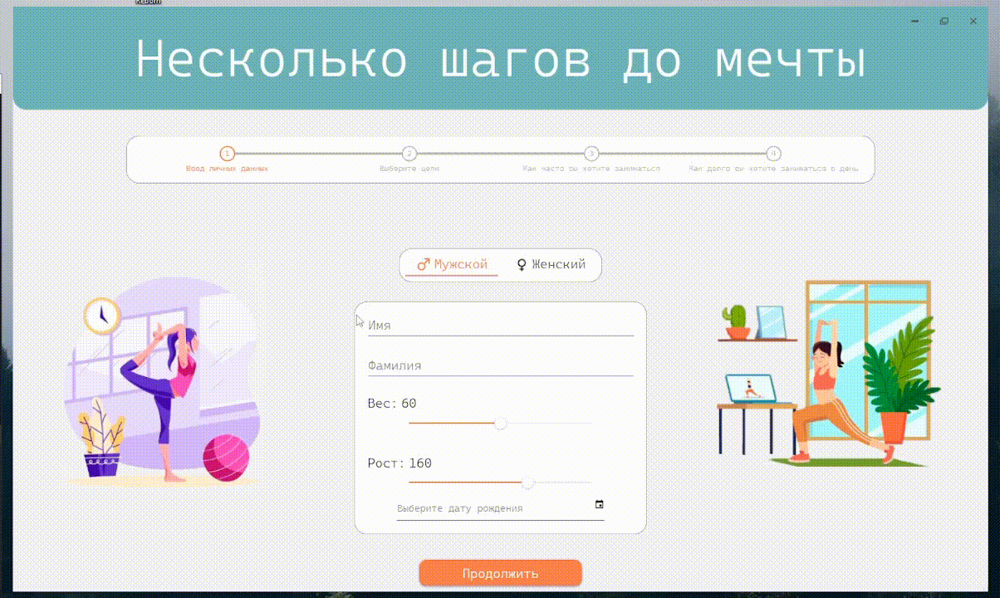 Reborn
Несколько шагов до мечты
1
2
3
4
Ввод личных данных
Выберите цели
Как часто вы хотите заниматься
Как долго вы хотите заниматься в день
Мужской
Женский
Имя
Фамилия
Вес: 60
Рост: 160
Выберите дату рождения
Продолжить